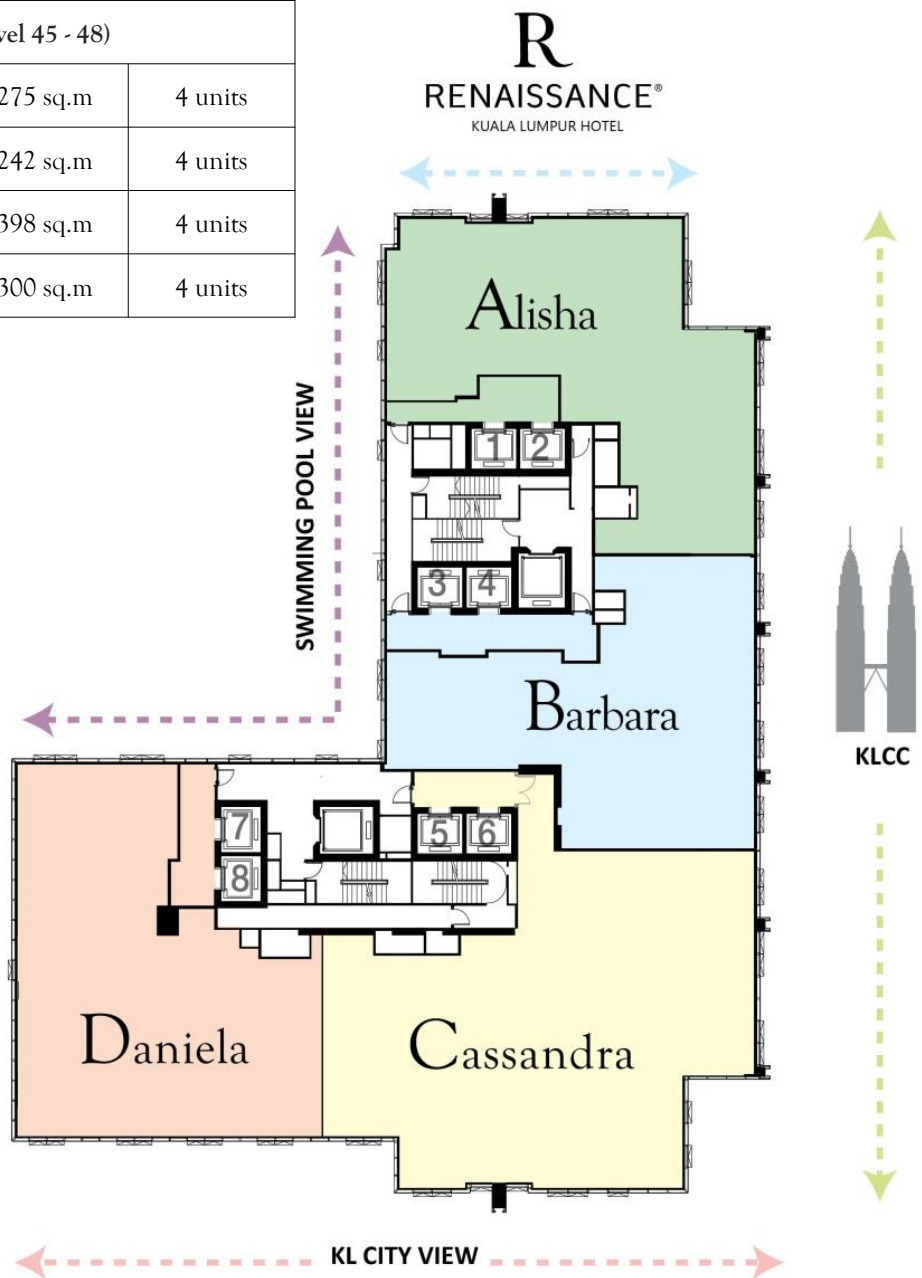 vel 45 - 48)
275 sq.m 4 units
242 sq.m 4 units
398 sq.m 4 units
300 sq.m 4 units
R
RENAISSANCE®
KUALA LUMPUR HOTEL
Alisha
SWIMMING POOL VIEW
1 2
3 4
Barbara
KLCC
5 6
7
8
Daniela
Cassandra
KL CITY VIEW